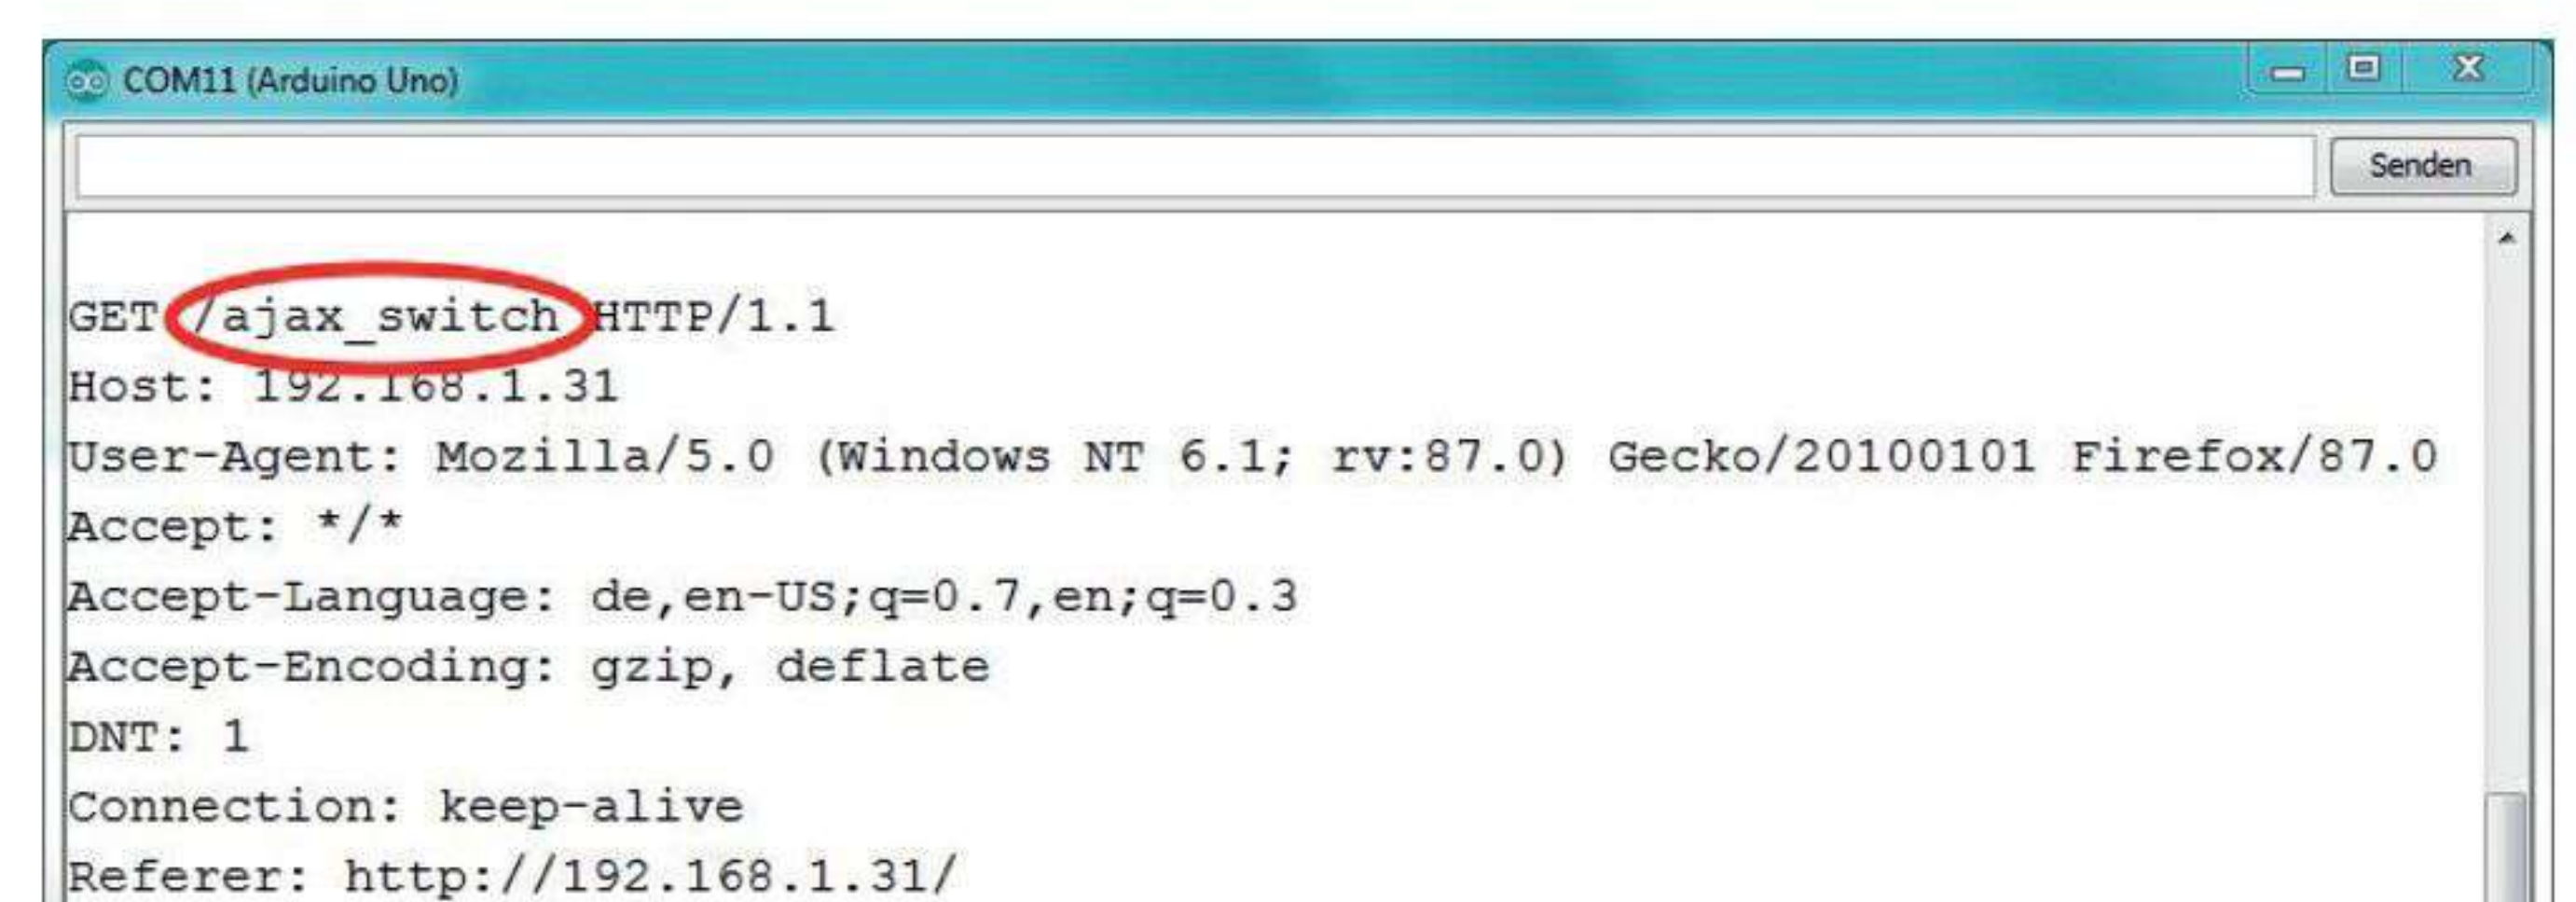 COM11 (Arduino Uno)
Senden
GET /ajax_switch HTTP/1.1
Host: 192.168.1.31
User-Agent: Mozilla/5.0 (Windows NT 6.1; rv:87.0) Gecko/20100101 Firefox/87.0
Accept: */*
Accept-Language: de,en-US;q=0.7,en;q=0.3
Accept-Encoding: gzip, deflate
DNT: 1
Connection: keep-alive
Referer: http://192.168.1.31/